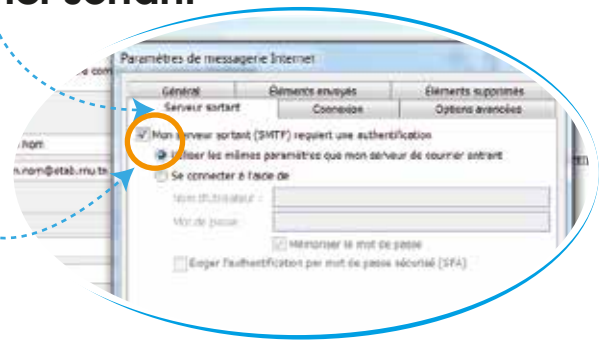 Paramètres de messagerie Internet
Général Éléments envoyés Éléments supprimés
Serveur sortant Connexion Options avancées
Mon serveur sortant (SMTP) requiert une authentification
Utiliser les mêmes paramètres que mon serveur de courrier entrant
Se connecter à l'aide de
Nom d'utilisateur :
Mot de passe :
Mémoriser le mot de passe
Exiger l'authentification par mot de passe sécurisé (SPA)
nom
n.nom@etab.rnu.tn